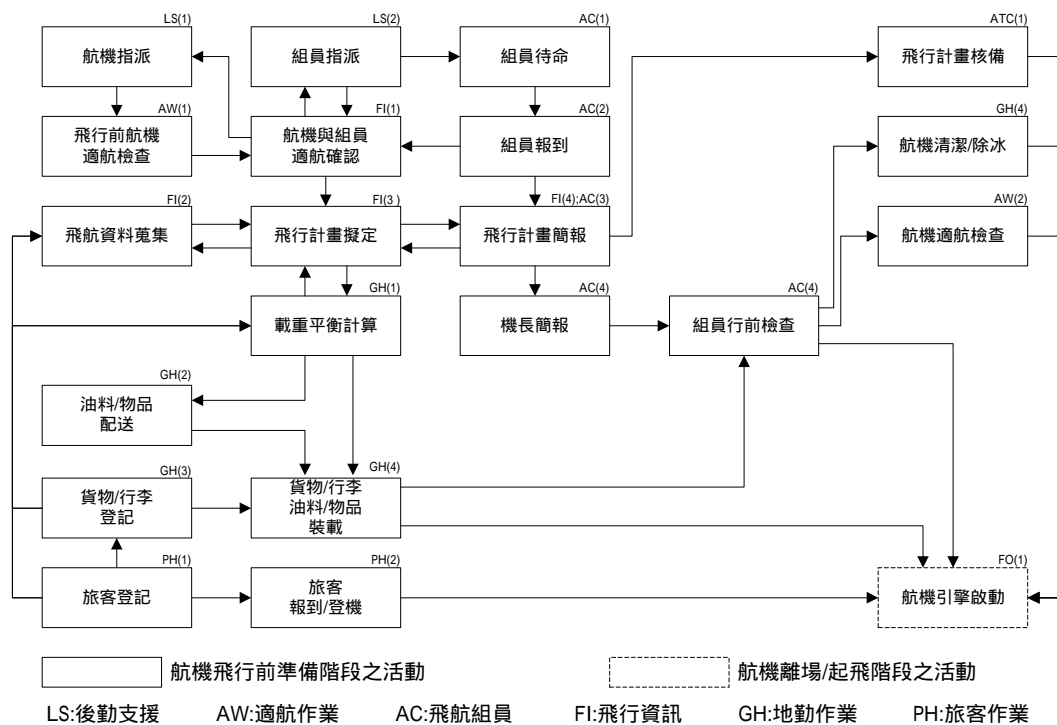 LS(1)
航機指派
LS(2)
組員指派
AC(1)
組員待命
ATC(1)
飛行計畫核備
AW(1)
飛行前航機
適航檢查
FI(1)
航機與組員
適航確認
AC(2)
組員報到
GH(4)
航機清潔/除冰
FI(2)
飛航資料蒐集
FI(3 )
飛行計畫擬定
FI(4);AC(3)
飛行計畫簡報
AW(2)
航機適航檢查
GH(1)
載重平衡計算
AC(4)
機長簡報
AC(4)
組員行前檢查
GH(2)
油料/物品
配送
GH(3)
貨物/行李
登記
GH(4)
貨物/行李
油料/物品
裝載
PH(1)
旅客登記
PH(2)
旅客
報到/登機
FO(1)
航機引擎啟動
航機飛行前準備階段之活動
航機離場/起飛階段之活動
LS:後勤支援 AW:適航作業 AC:飛航組員 FI:飛行資訊 GH:地勤作業 PH:旅客作業